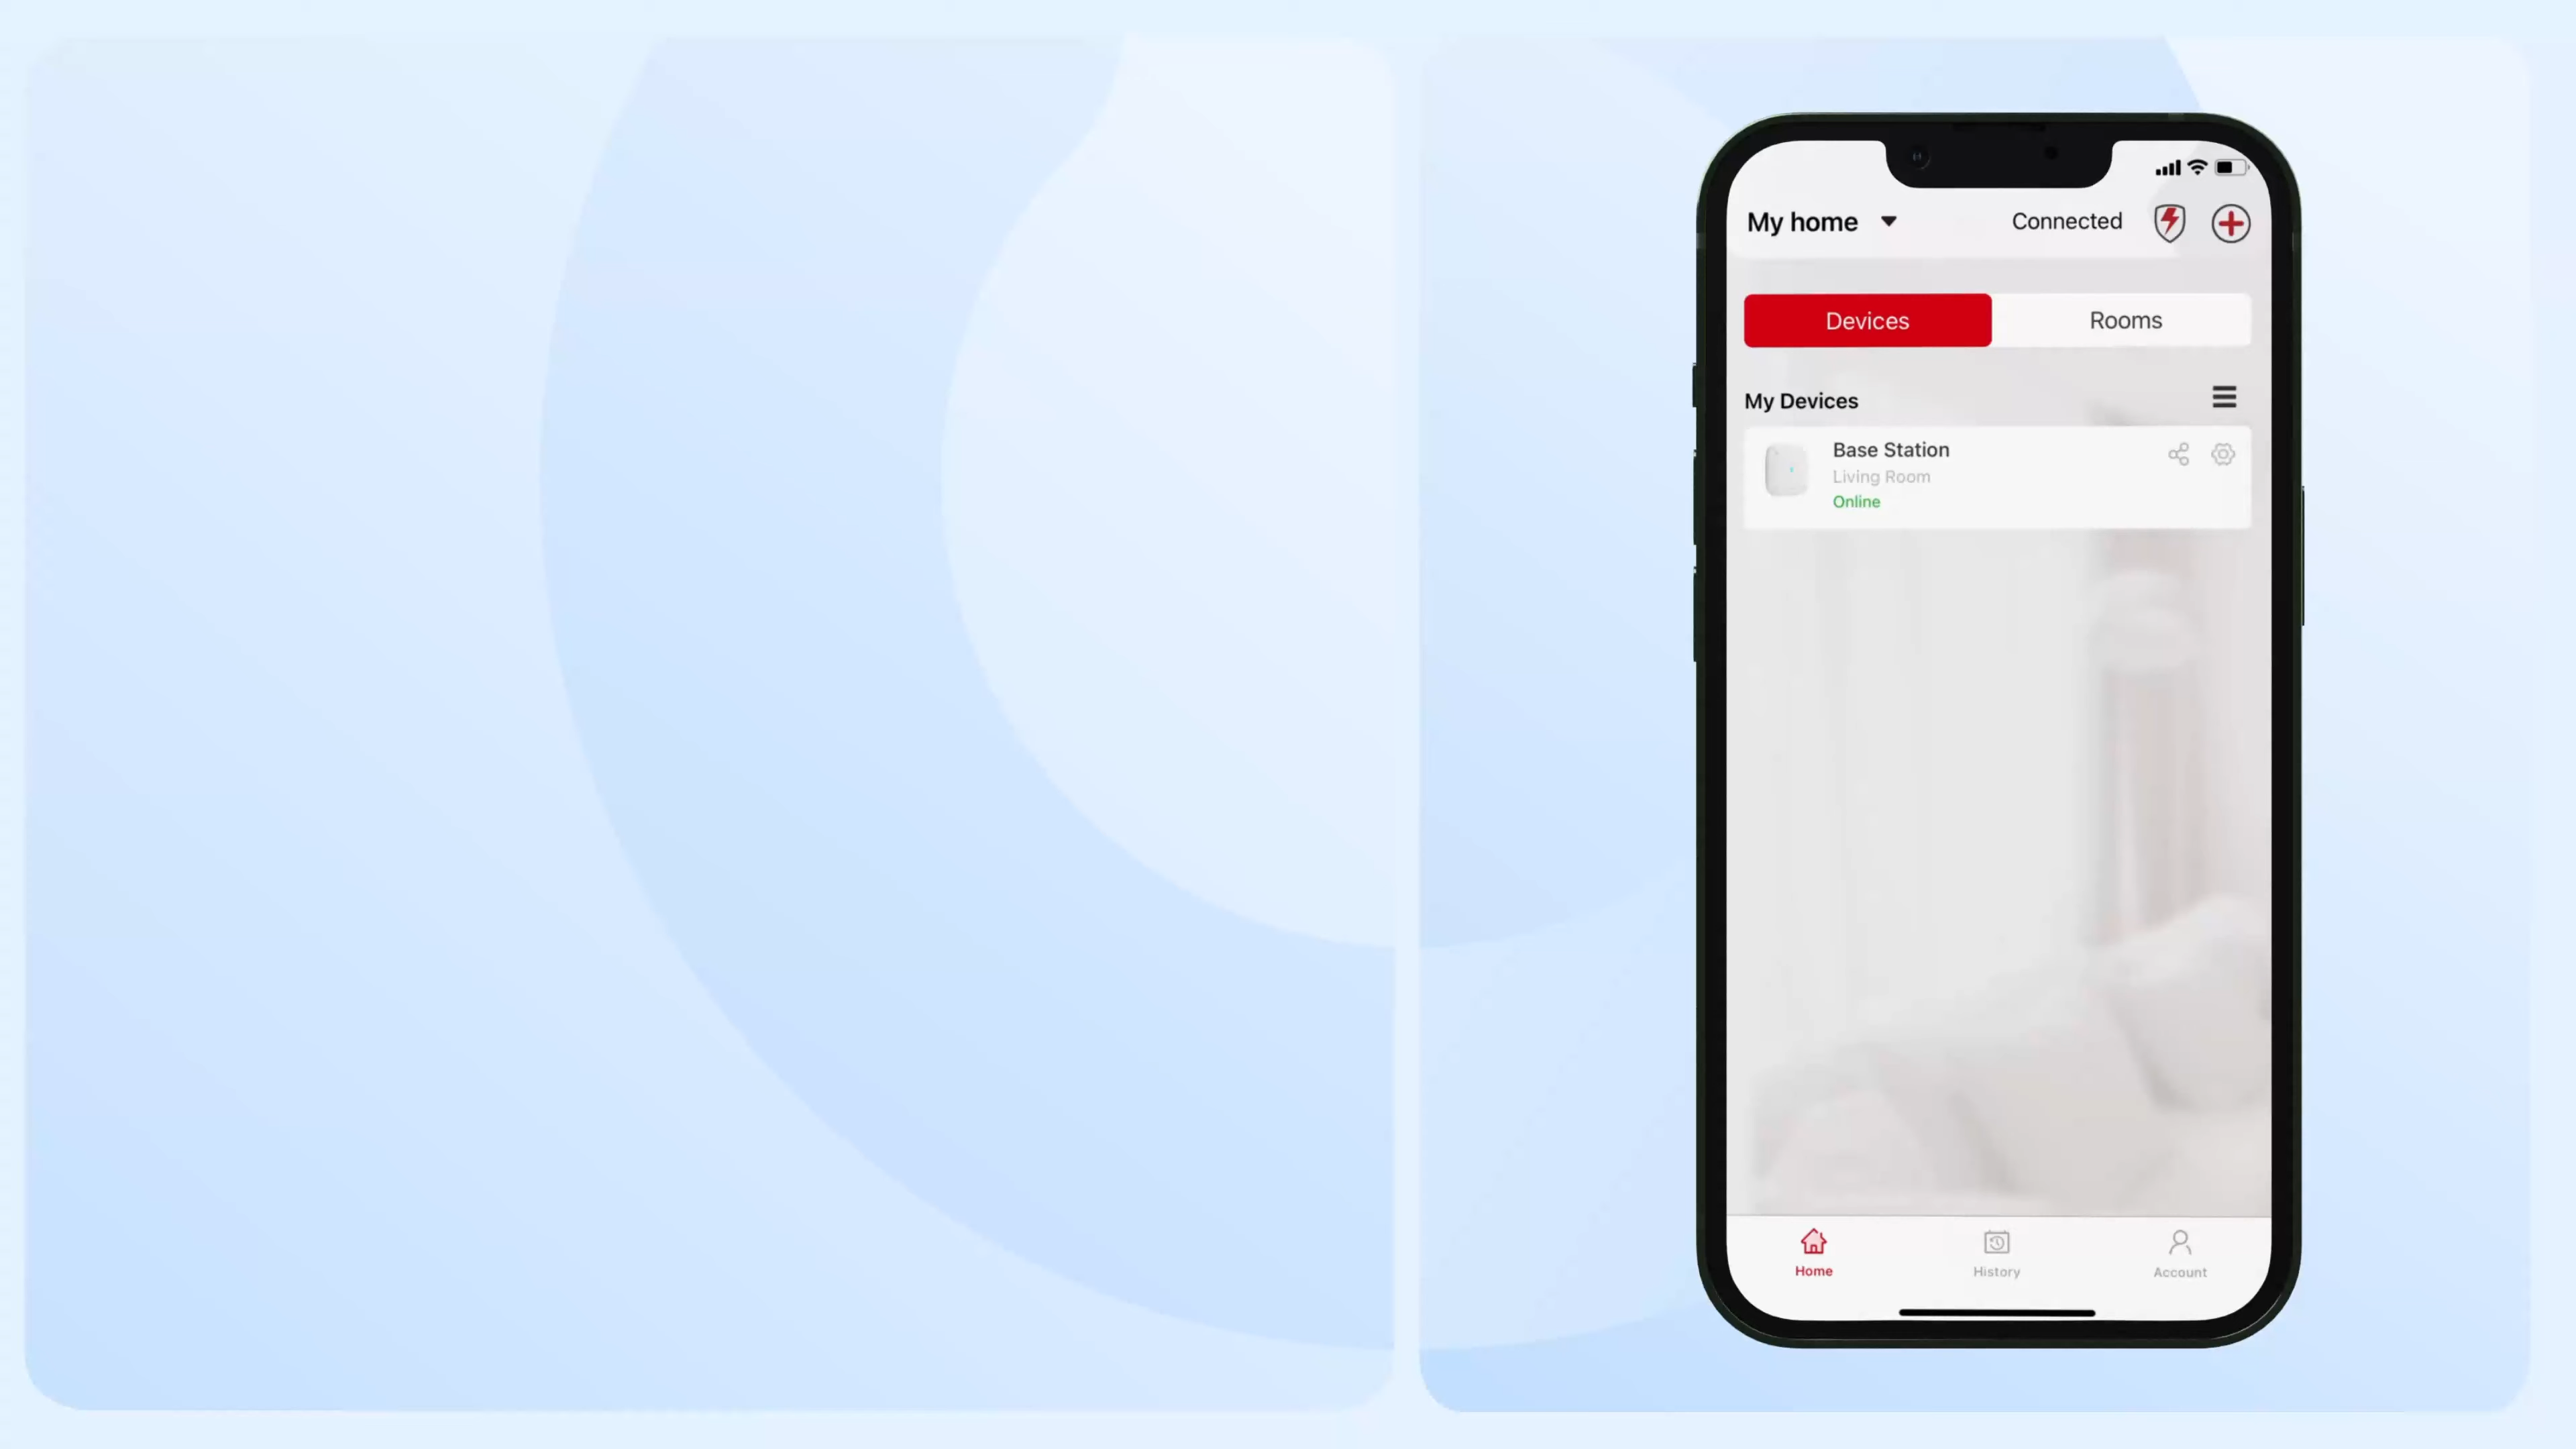 My home
Connected
Devices
Rooms
My Devices
Base Station
Living Room
Online
Home
History
Account